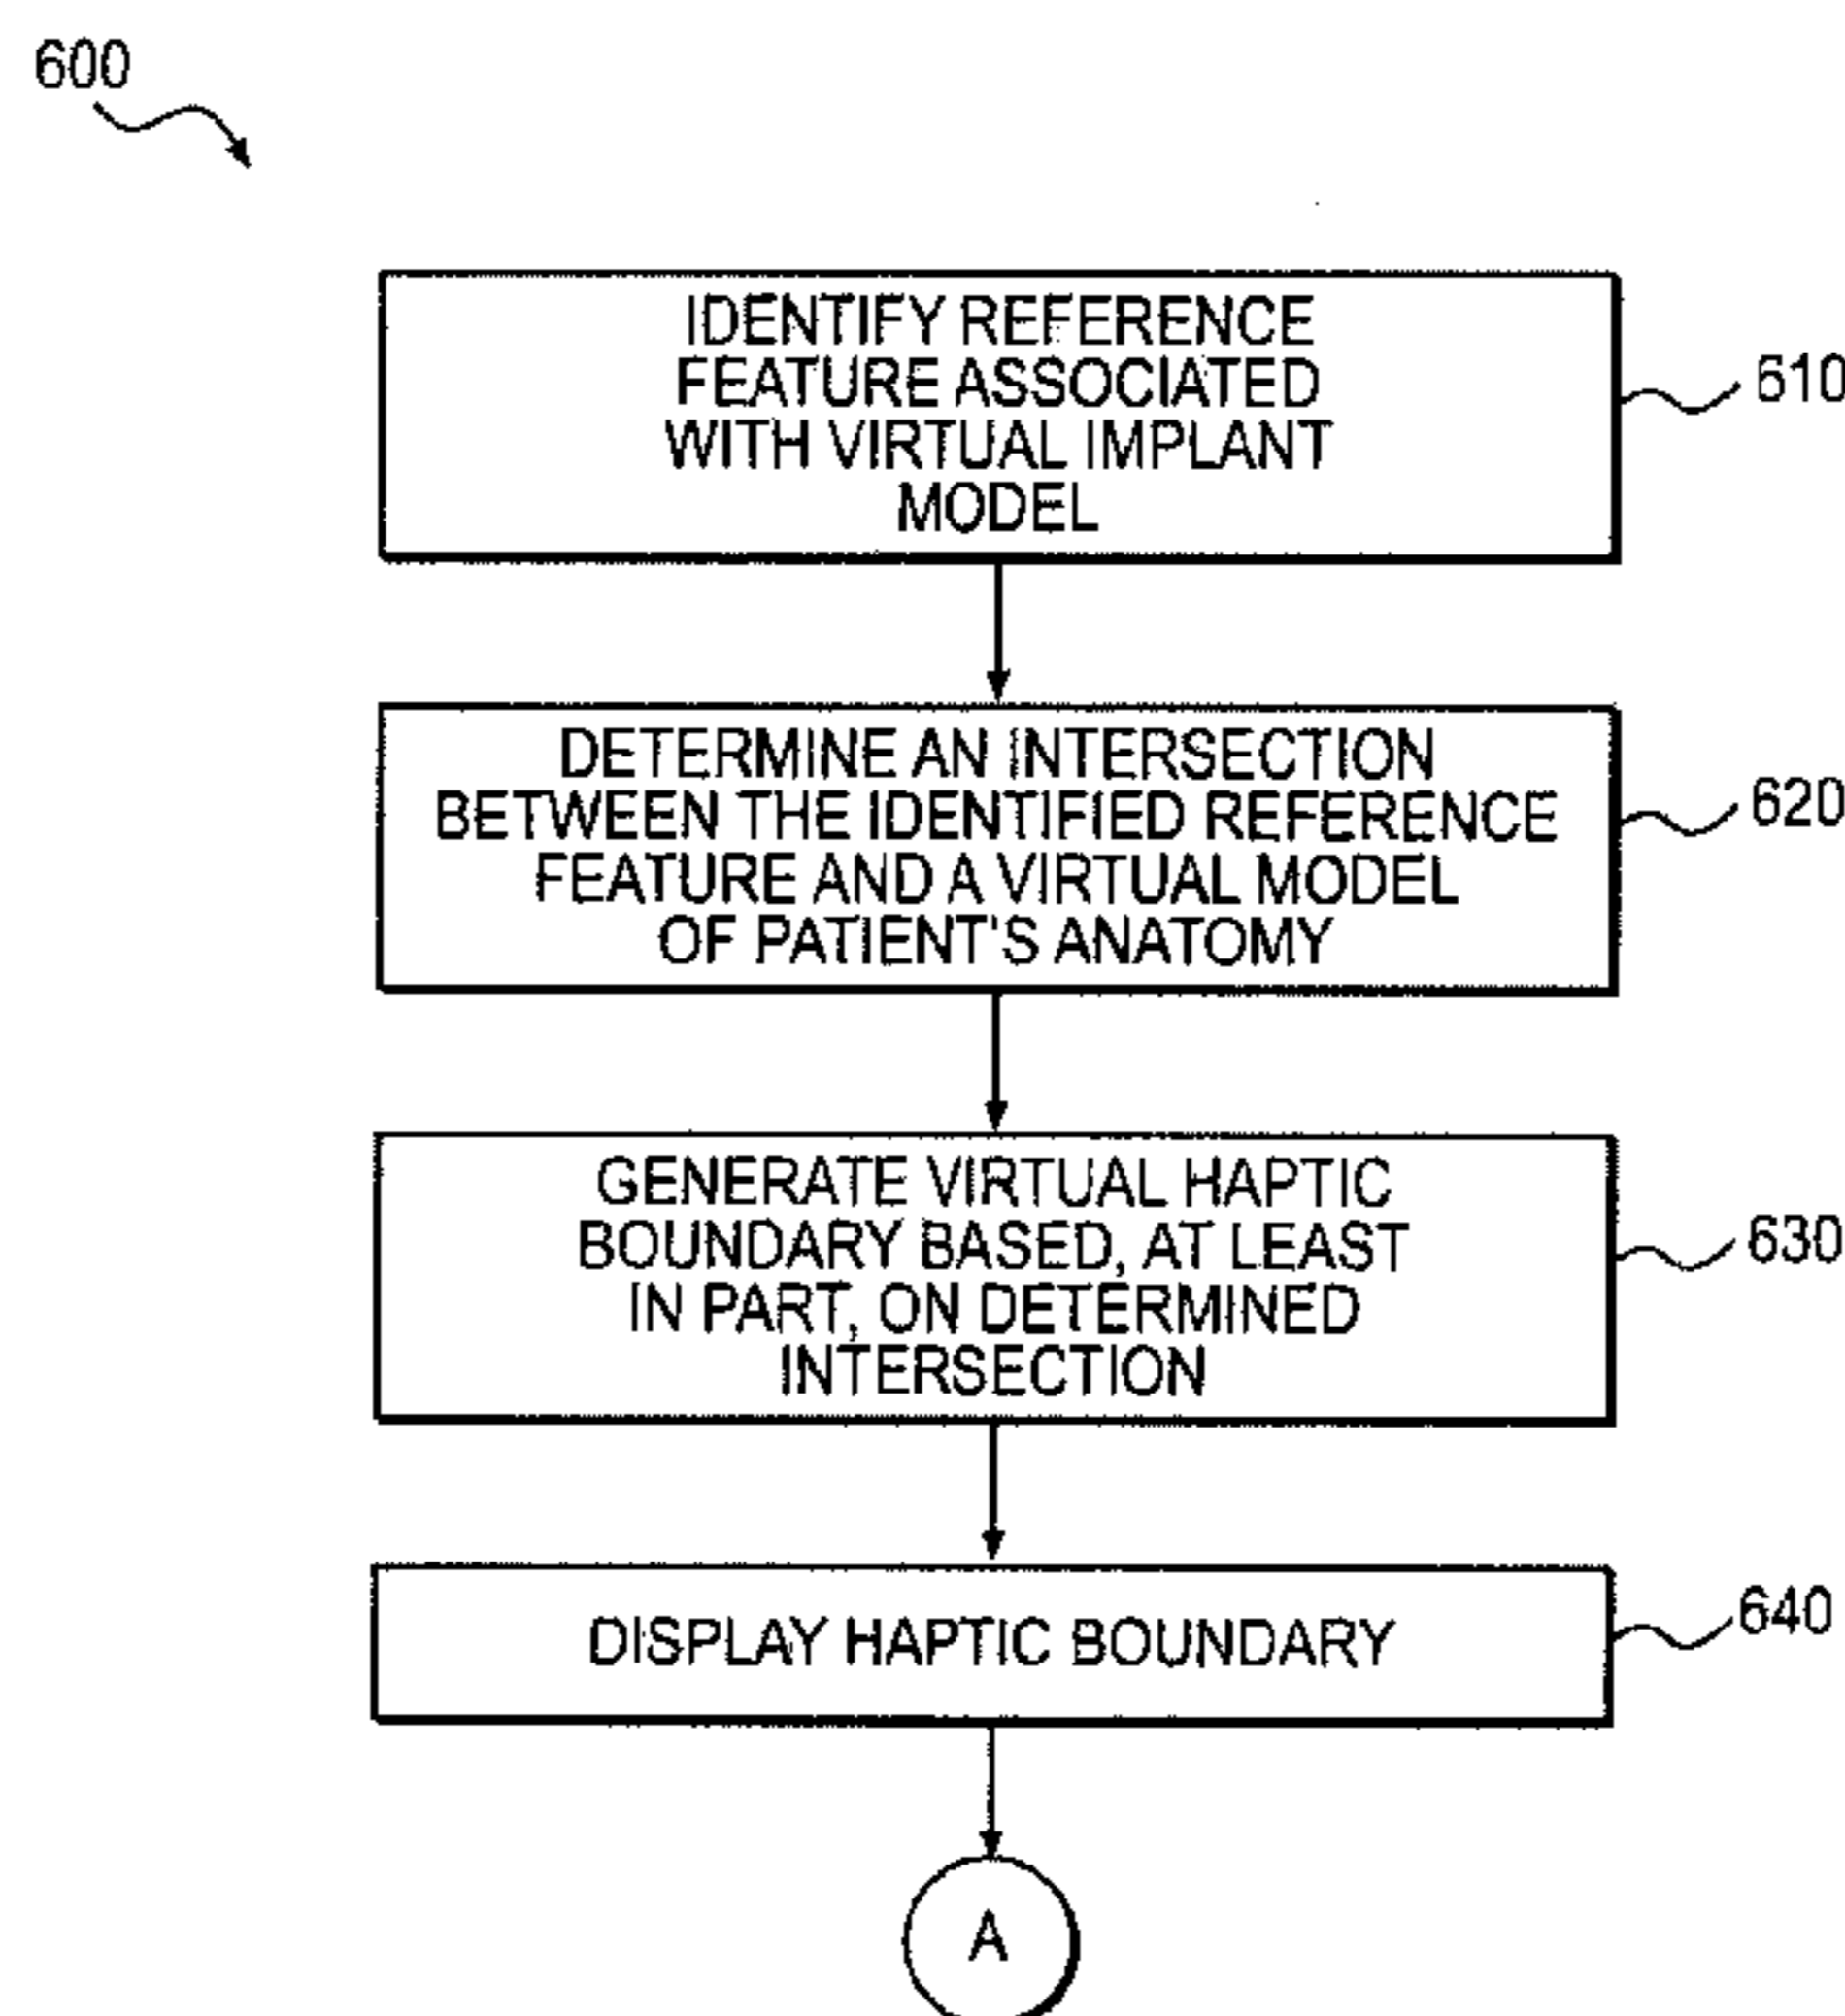 600
IDENTIFY REFERENCE
FEATURE ASSOCIATED
WITH VIRTUAL IMPLANT
MODEL
610
DETERMINE AN INTERSECTION
BETWEEN THE IDENTIFIED REFERENCE
FEATURE AND A VIRTUAL MODEL
OF PATIENT'S ANATOMY
620
GENERATE VIRTUAL HAPTIC
BOUNDARY BASED, AT LEAST
IN PART, ON DETERMINED
INTERSECTION
630
DISPLAY HAPTIC BOUNDARY
640
A